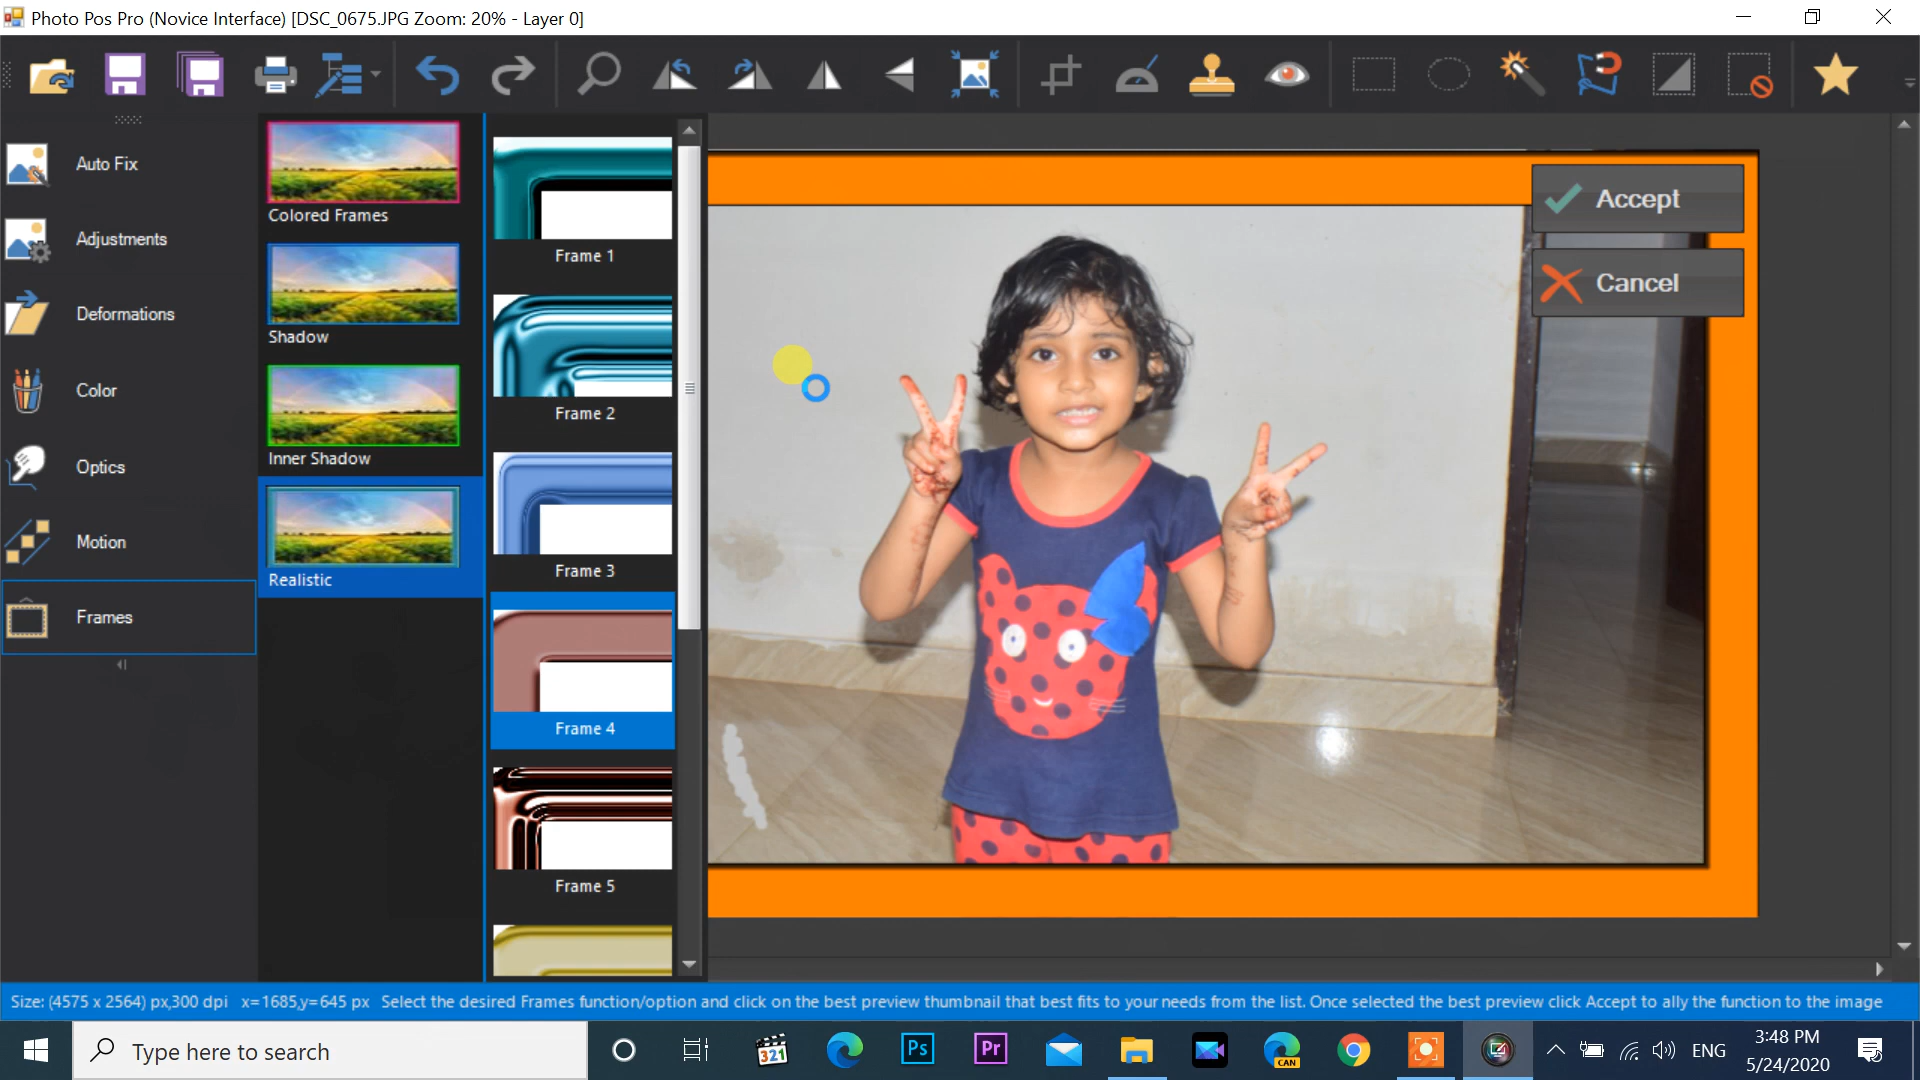 Photo Pos Pro (Novice Interface) [DSC_0675.JPG Zoom: 20% - Layer 0]
Auto Fix
Adjustments
Deformations
Color
Optics
Motion
Frames
Colored Frames
Shadow
Inner Shadow
Realistic
Frame 1
Frame 2
Frame 3
Frame 4
Frame 5
Accept
Cancel
Size: (4575 x 2564) px,300 dpi x=1685,y=645 px Select the desired Frames function/option and click on the best preview thumbnail that best fits to your needs from the list. Once selected the best preview click Accept to ally the function to the image
Type here to search
321
Ps
Pr
CAN
ENG
3:48 PM
5/24/2020